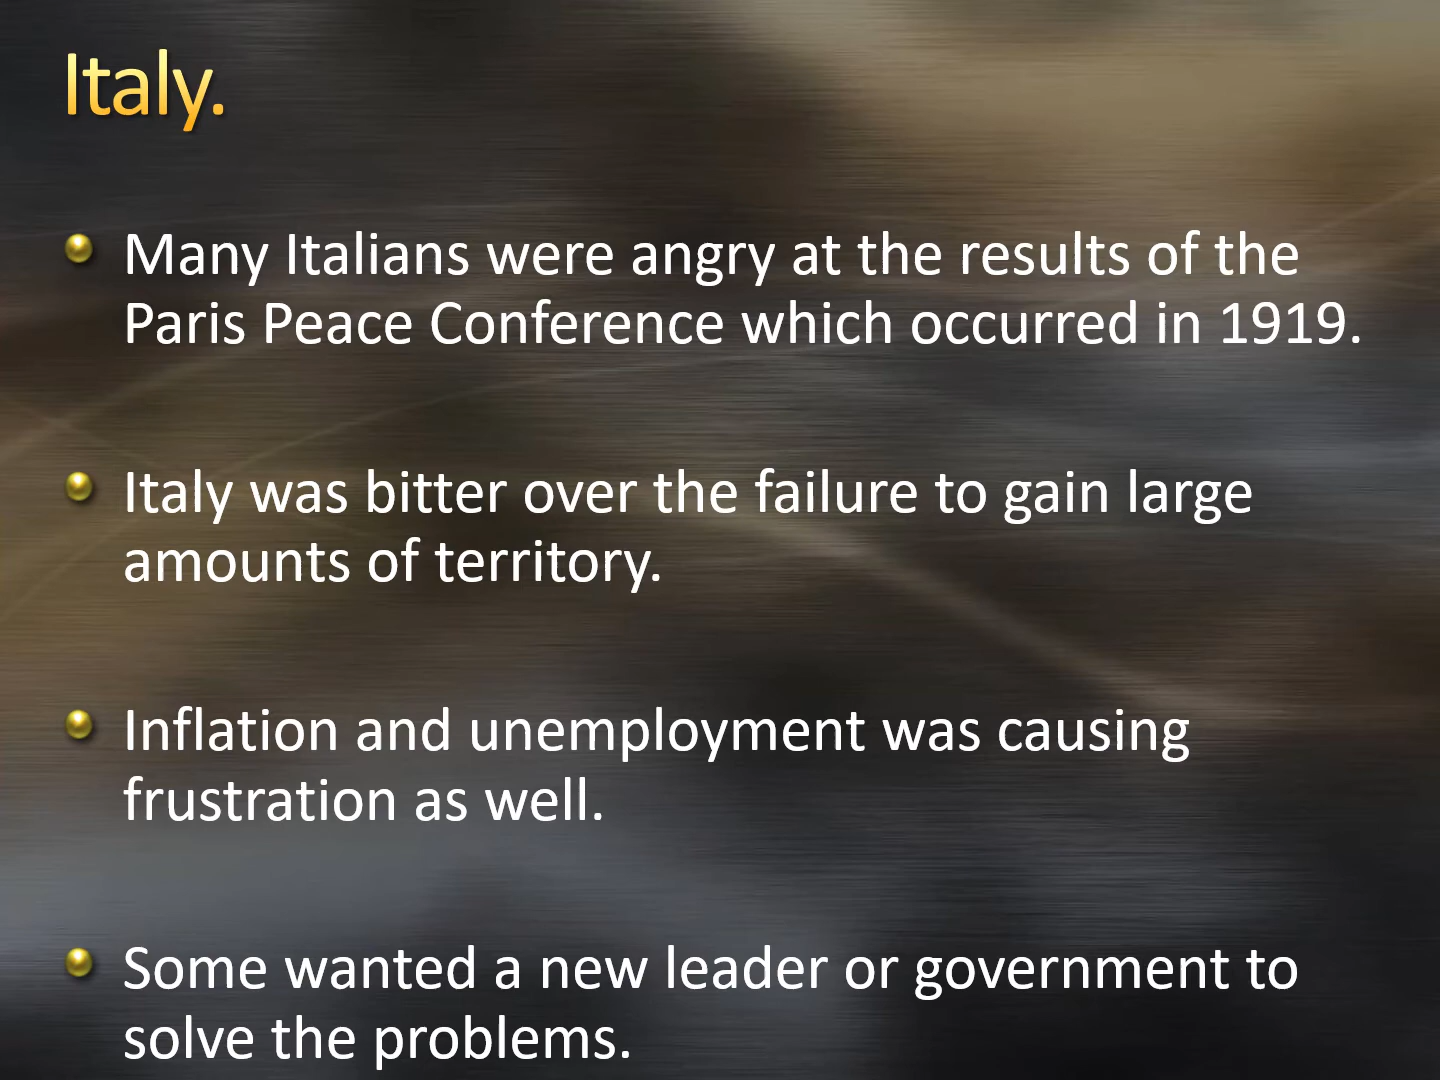 Italy.
Many Italians were angry at the results of the
Paris Peace Conference which occurred in 1919.
Italy was bitter over the failure to gain large
amounts of territory.
Inflation and unemployment was causing
frustration as well.
Some wanted a new leader or government to
solve the problems.